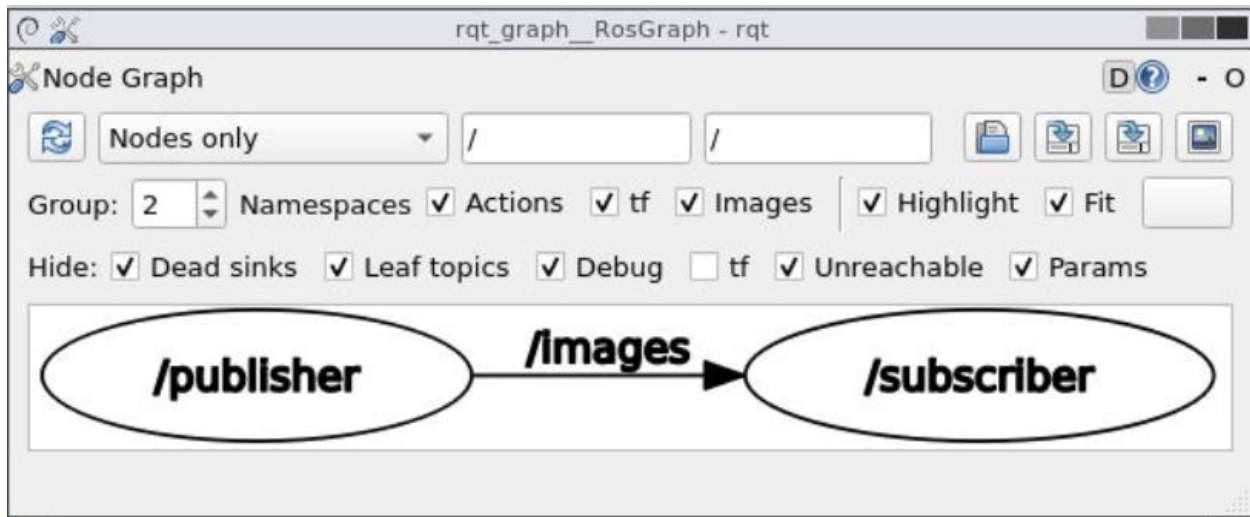 rqt_graph__RosGraph - rqt
Node Graph D ? - O
Nodes only / /
Group: 2 Namespaces Actions tf Images Highlight Fit
Hide: Dead sinks Leaf topics Debug tf Unreachable Params
/publisher /images /subscriber